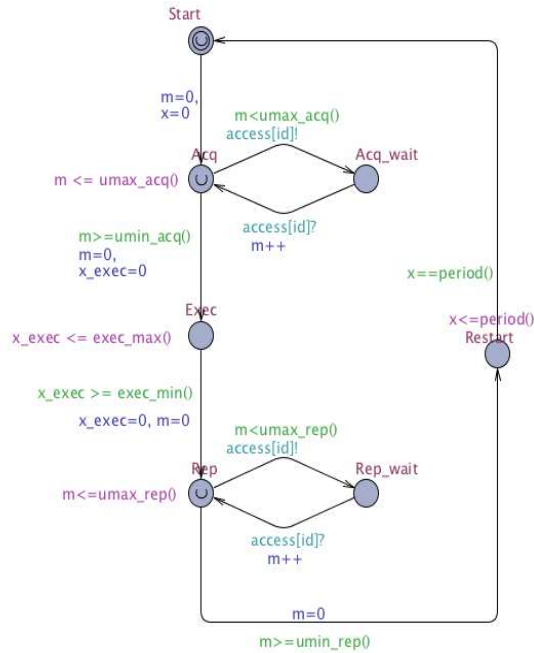 Start
m=0,
x=0
m<umax_acq()
access[id]!
Acq
Acq_wait
m <= umax_acq()
access[id]?
m++
m>=umin_acq()
m=0,
x_exec=0
x==period()
Exec
x<=period()
Restart
x_exec <= exec_max()
x_exec >= exec_min()
x_exec=0, m=0
m<umax_rep()
access[id]!
Rep
Rep_wait
m<=umax_rep()
access[id]?
m++
m=0
m>=umin_rep()